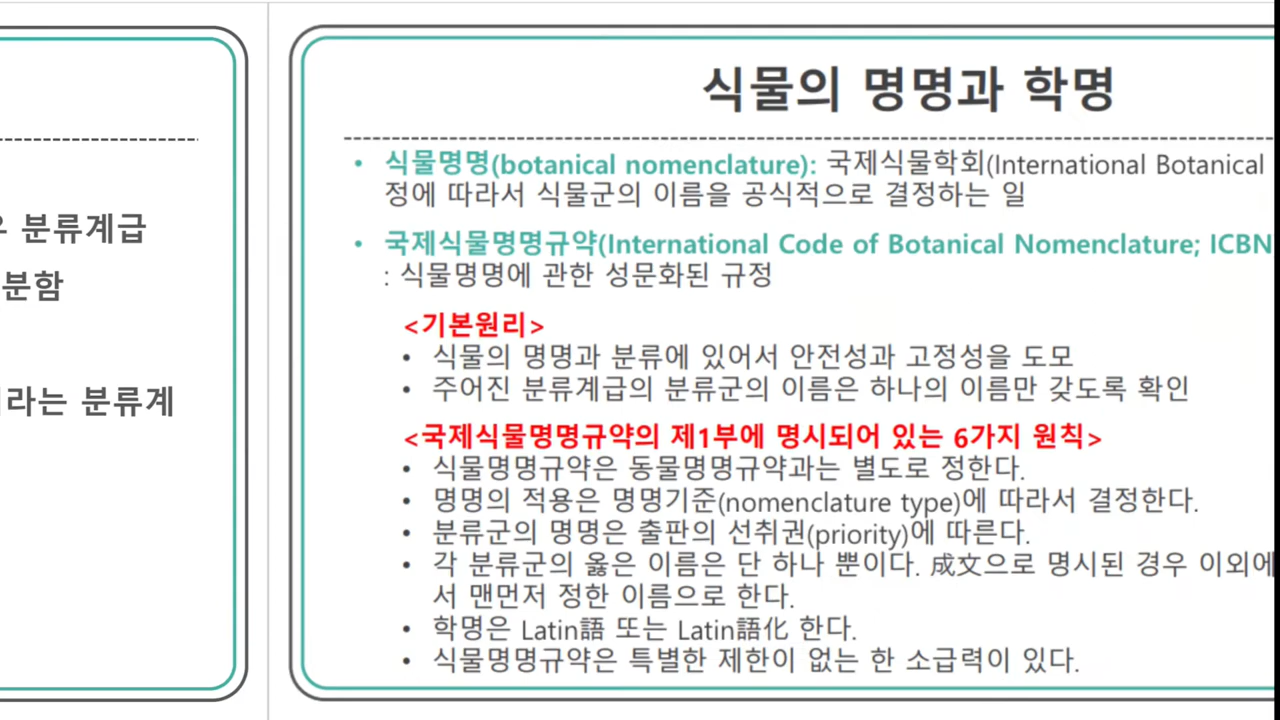 분류계급
분함
라는 분류계
식물의 명명과 학명
• 식물명명(botanical nomenclature): 국제식물학회(International Botanical
정에 따라서 식물군의 이름을 공식적으로 결정하는 일
• 국제식물명명규약(International Code of Botanical Nomenclature; ICBN
: 식물명명에 관한 성문화된 규정
<기본원리>
• 식물의 명명과 분류에 있어서 안전성과 고정성을 도모
• 주어진 분류계급의 분류군의 이름은 하나의 이름만 갖도록 확인
<국제식물명명규약의 제1부에 명시되어 있는 6가지 원칙>
• 식물명명규약은 동물명명규약과는 별도로 정한다.
• 명명의 적용은 명명기준(nomenclature type)에 따라서 결정한다.
• 분류군의 명명은 출판의 선취권(priority)에 따른다.
• 각 분류군의 옳은 이름은 단 하나 뿐이다. 成文으로 명시된 경우 이외에
서 맨먼저 정한 이름으로 한다.
• 학명은 Latin語 또는 Latin語化 한다.
• 식물명명규약은 특별한 제한이 없는 한 소급력이 있다.